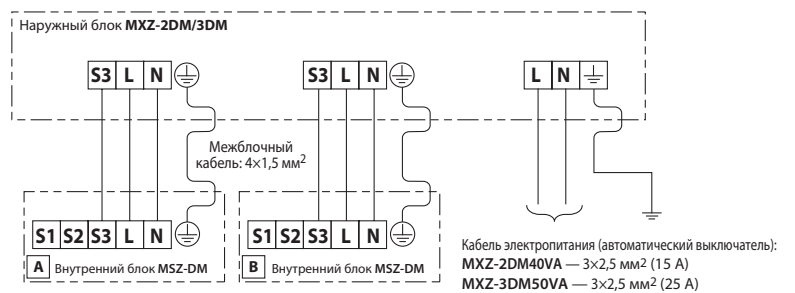 Наружный блок MXZ-2DM/3DM
S3 L N
S3 L N
L N
Межблочный
кабель: 4×1,5 мм²
S1 S2 S3 L N
S1 S2 S3 L N
A Внутренний блок MSZ-DM
B Внутренний блок MSZ-DM
Кабель электропитания (автоматический выключатель):
MXZ-2DM40VA — 3×2,5 мм² (15 А)
MXZ-3DM50VA — 3×2,5 мм² (25 А)